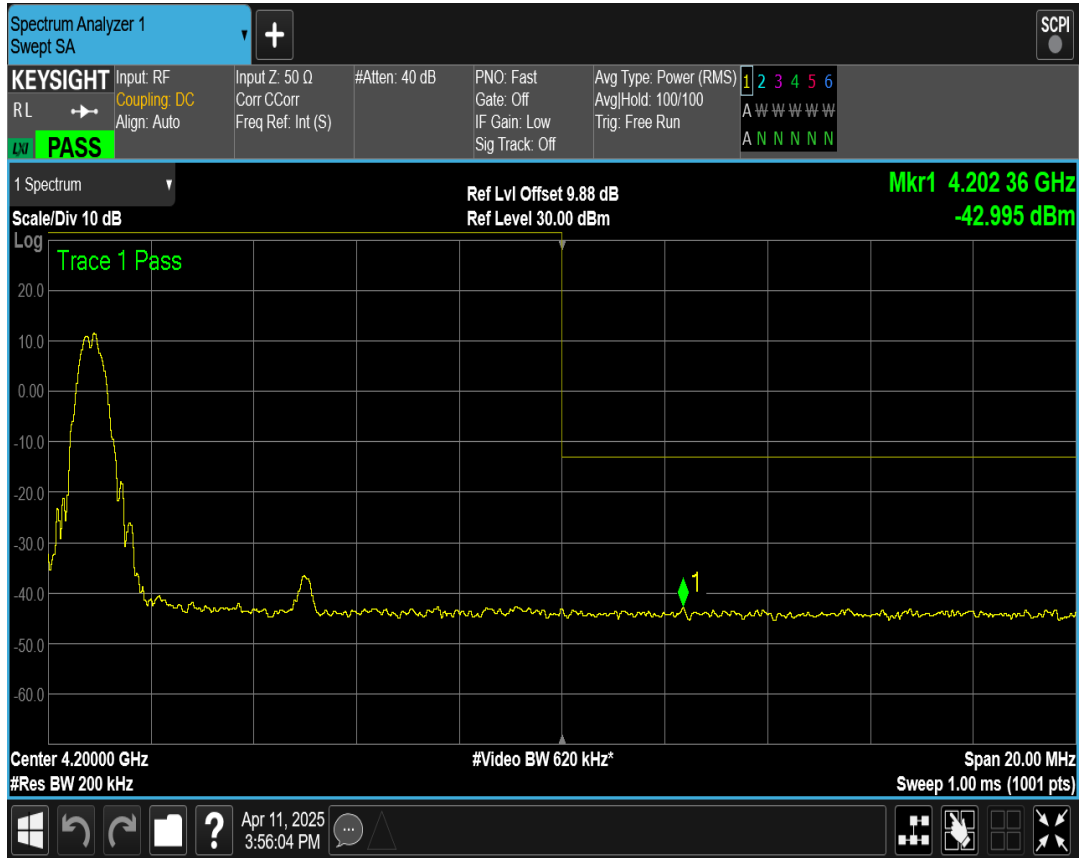 Spectrum Analyzer 1
Swept SA
+
SCPI
KEYSIGHT
RL
LXI PASS
Input: RF
Coupling: DC
Align: Auto
Input Z: 50 Ω
Corr CCorr
Freq Ref: Int (S)
#Atten: 40 dB
PNO: Fast
Gate: Off
IF Gain: Low
Sig Track: Off
Avg Type: Power (RMS)
Avg|Hold: 100/100
Trig: Free Run
1 2 3 4 5 6
A W W W W W
A N N N N N
1 Spectrum
Scale/Div 10 dB
Ref Lvl Offset 9.88 dB
Ref Level 30.00 dBm
Mkr1 4.202 36 GHz
-42.995 dBm
Log
Trace 1 Pass
20.0
10.0
0.00
-10.0
-20.0
-30.0
-40.0
-50.0
-60.0
1
Center 4.20000 GHz
#Res BW 200 kHz
#Video BW 620 kHz*
Span 20.00 MHz
Sweep 1.00 ms (1001 pts)
?
Apr 11, 2025
3:56:04 PM